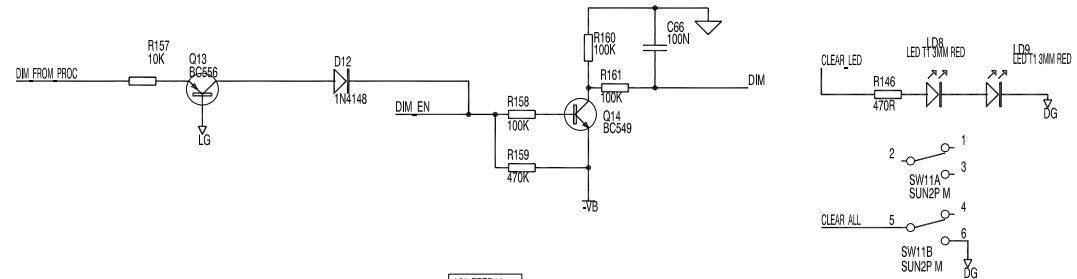 R157
10K
Q13
BC556
DIM_FROM_PROC
LG
D12
1N4148
DIM_EN
R158
100K
R159
470K
R160
100K
C66
100N
R161
100K
Q14
BC549
DIM
-VB
CLEAR_LED
R146
470R
LD8
LED T1 3MM RED
LD9
LED T1 3MM RED
DG
1
2
3
SW11A
SUN2P M
CLEAR ALL
4
5
6
SW11B
SUN2P M
DG